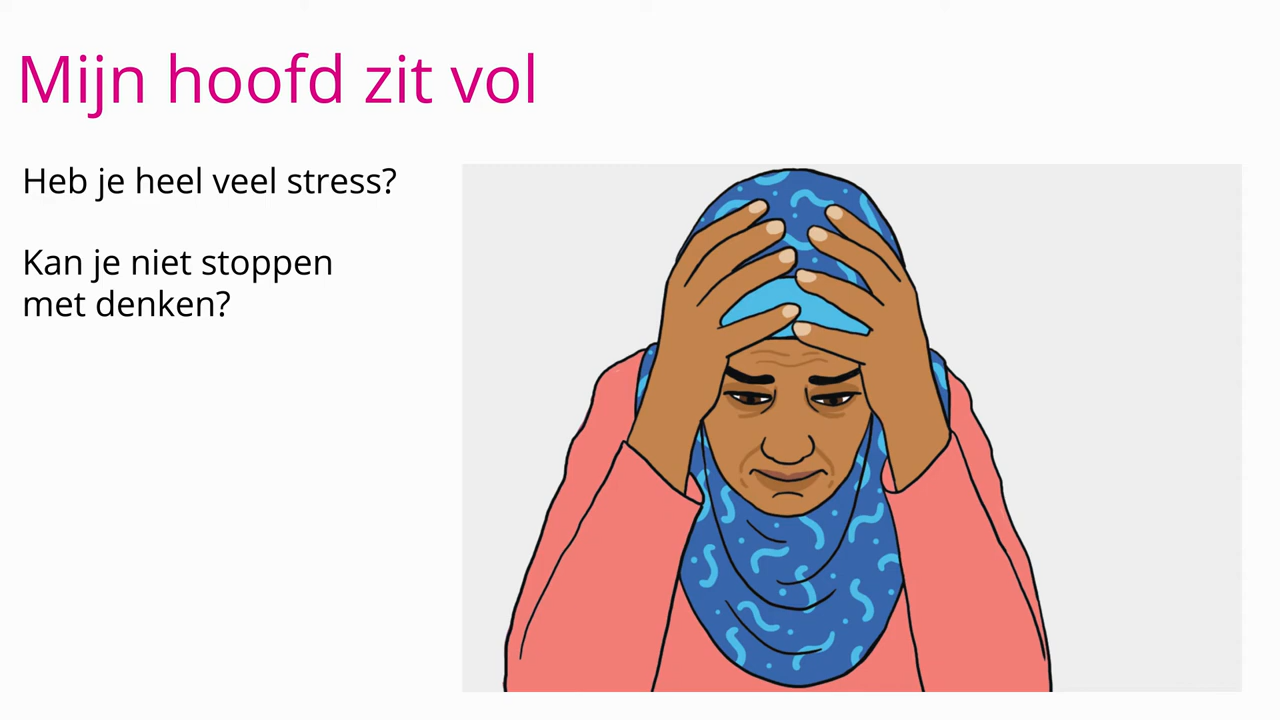 Mijn hoofd zit vol
Heb je heel veel stress?
Kan je niet stoppen
met denken?